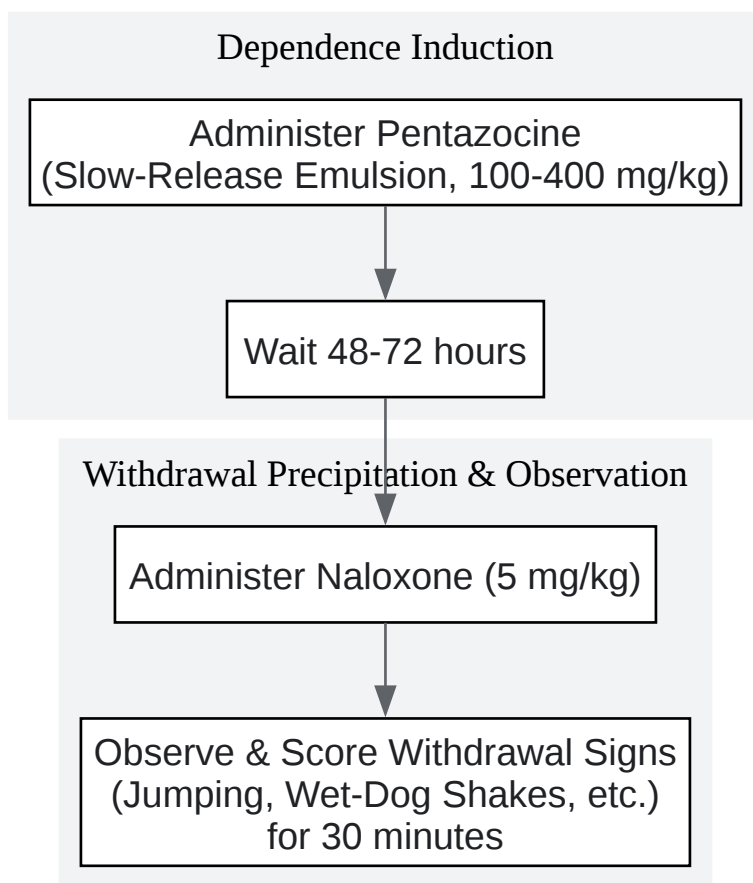 Dependence Induction
Administer Pentazocine
(Slow-Release Emulsion, 100-400 mg/kg)
Wait 48-72 hours
Withdrawal Precipitation & Observation
Administer Naloxone (5 mg/kg)
Observe & Score Withdrawal Signs
(Jumping, Wet-Dog Shakes, etc.)
for 30 minutes